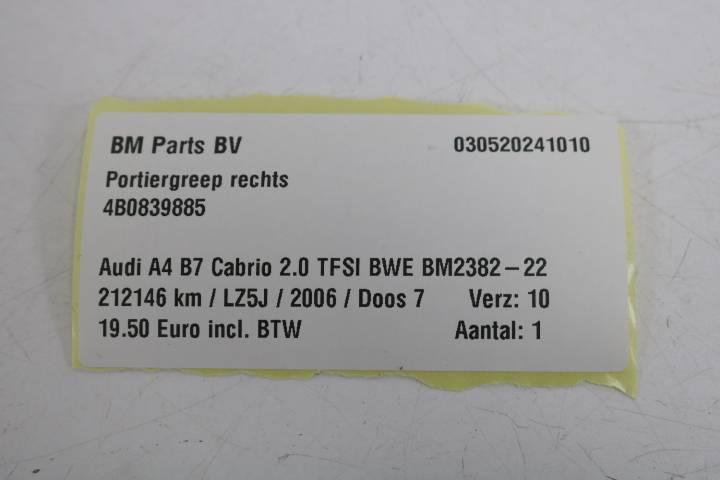 BM Parts BV 030520241010
Portiergreep rechts
4B0839885
Audi A4 B7 Cabrio 2.0 TFSI BWE BM2382-22
212146 km / LZ5J / 2006 / Doos 7 Verz: 10
19.50 Euro incl. BTW Aantal: 1